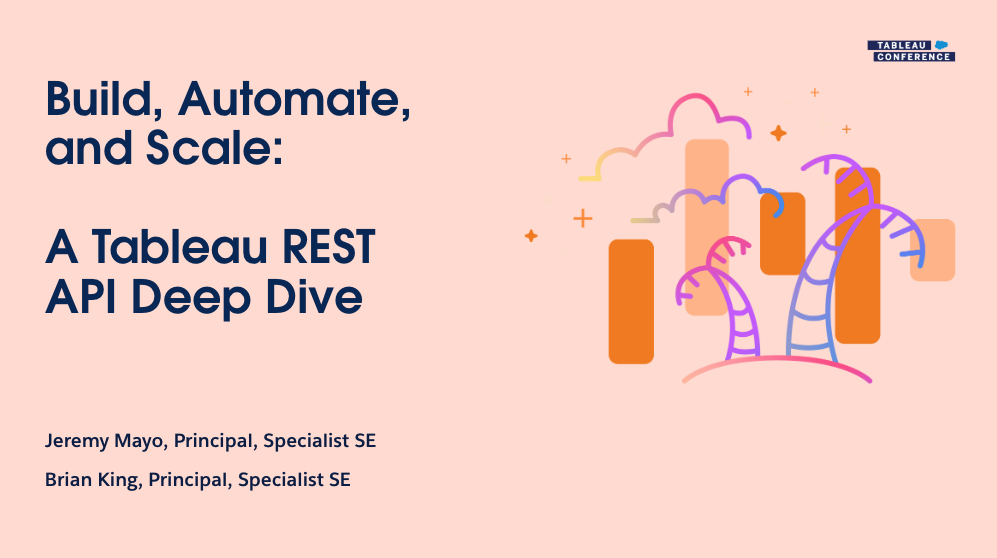 TABLEAU
CONFERENCE
Build, Automate,
and Scale:
A Tableau REST
API Deep Dive
Jeremy Mayo, Principal, Specialist SE
Brian King, Principal, Specialist SE